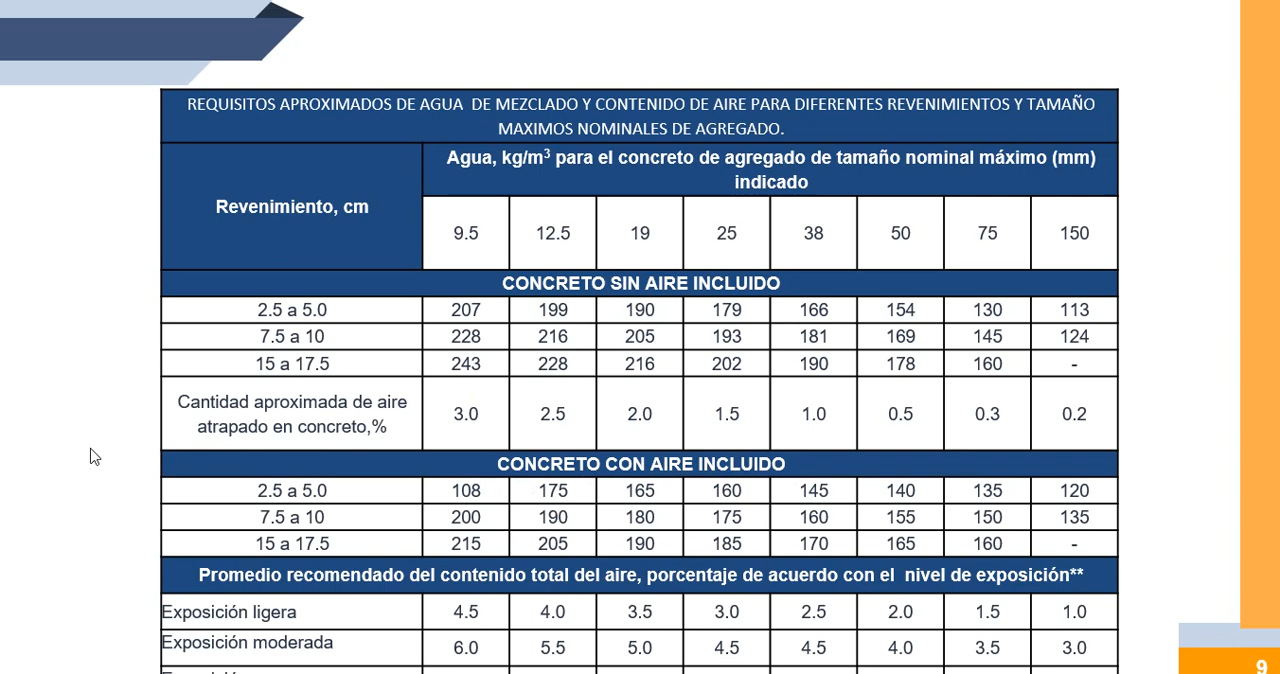 REQUISITOS APROXIMADOS DE AGUA DE MEZCLADO Y CONTENIDO DE AIRE PARA DIFERENTES REVENIMIENTOS Y TAMAÑO
MAXIMOS NOMINALES DE AGREGADO.
Revenimiento, cm
Agua, kg/m³ para el concreto de agregado de tamaño nominal máximo (mm)
indicado
9.5 12.5 19 25 38 50 75 150
CONCRETO SIN AIRE INCLUIDO
2.5 a 5.0 207 199 190 179 166 154 130 113
7.5 a 10 228 216 205 193 181 169 145 124
15 a 17.5 243 228 216 202 190 178 160 -
Cantidad aproximada de aire
atrapado en concreto,% 3.0 2.5 2.0 1.5 1.0 0.5 0.3 0.2
CONCRETO CON AIRE INCLUIDO
2.5 a 5.0 108 175 165 160 145 140 135 120
7.5 a 10 200 190 180 175 160 155 150 135
15 a 17.5 215 205 190 185 170 165 160 -
Promedio recomendado del contenido total del aire, porcentaje de acuerdo con el nivel de exposición**
Exposición ligera 4.5 4.0 3.5 3.0 2.5 2.0 1.5 1.0
Exposición moderada 6.0 5.5 5.0 4.5 4.5 4.0 3.5 3.0
9